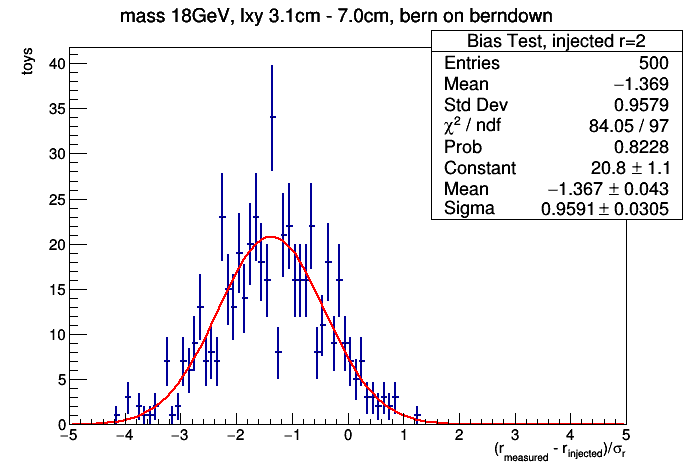 mass 18GeV, lxy 3.1cm - 7.0cm, bern on berndown
Bias Test, injected r=2
Entries 500
Mean −1.369
Std Dev 0.9579
χ² / ndf 84.05 / 97
Prob 0.8228
Constant 20.8 ± 1.1
Mean −1.367 ± 0.043
Sigma 0.9591 ± 0.0305
toys
40
35
30
25
20
15
10
5
0
−5 −4 −3 −2 −1 0 1 2 3 4 5
(r_measured - r_injected)/σ_r